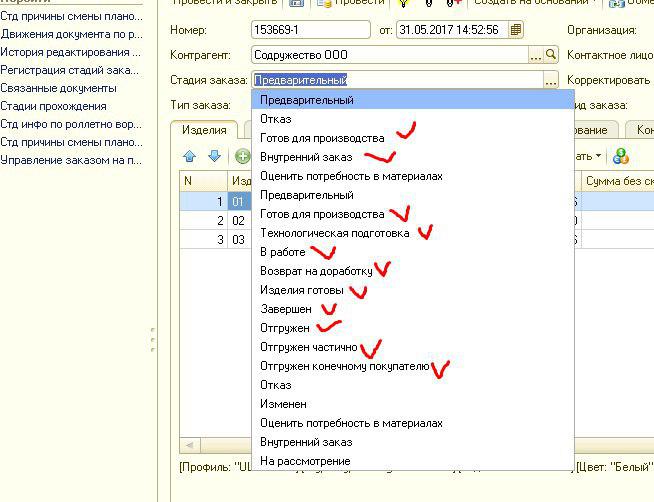 Провести и закрыть Провести Создать на основании
Стд причины смены плано...
Движения документа по р...
История редактирования ...
Регистрация стадий зака...
Связанные документы
Стадии прохождения
Стд инфо по роллетно вор...
Стд причины смены плано...
Управление заказом на п...
Номер: 153669-1 от: 31.05.2017 14:52:56 Организация:
Контрагент: Содружество ООО ... Контактное лицо
Стадия заказа: Предварительный ... Корректировать
Тип заказа: ид заказа:
Предварительный
Отказ
Готов для производства
Внутренний заказ
Оценить потребность в материалах
Предварительный
Готов для производства
Технологическая подготовка
В работе
Возврат на доработку
Изделия готовы
Завершен
Отгружен
Отгружен частично
Отгружен конечному покупателю
Отказ
Изменен
Оценить потребность в материалах
Внутренний заказ
На рассмотрение
Изделия ование Кон
ать
N Изд Сумма без ск
1 01
2 02
3 03
[Профиль: "U [Цвет: "Белый"